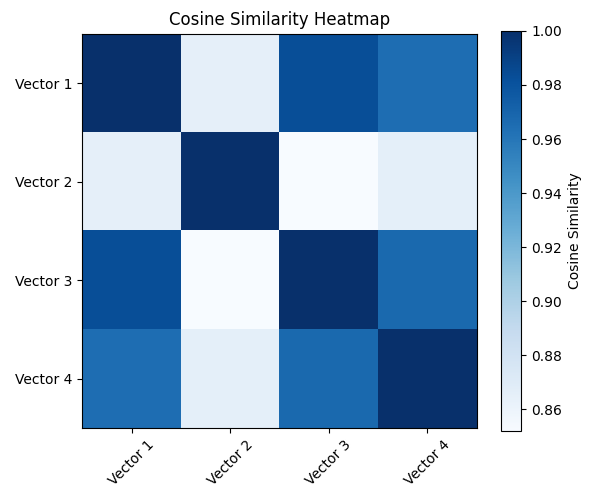 Cosine Similarity Heatmap
Vector 1
Vector 2
Vector 3
Vector 4
Vector 1
Vector 2
Vector 3
Vector 4
1.00
0.98
0.96
0.94
0.92
0.90
0.88
0.86
Cosine Similarity